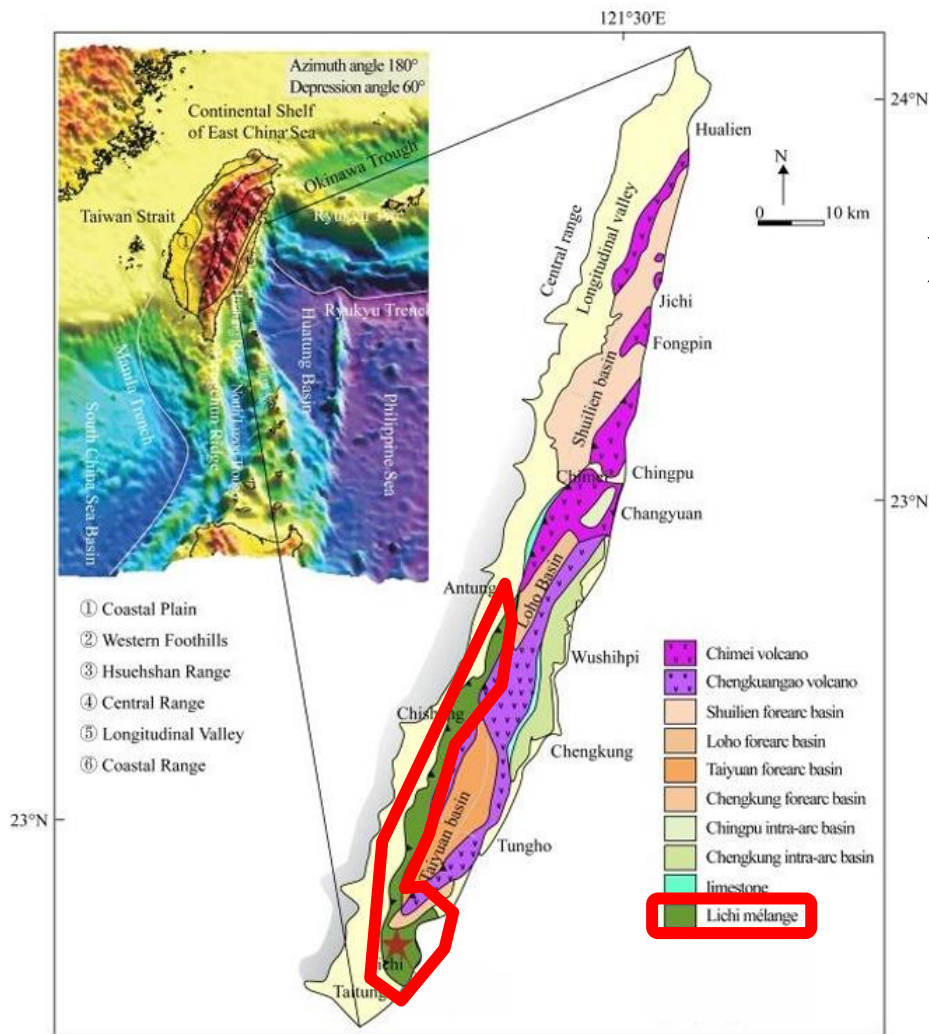 121°30′E
Azimuth angle 180°
Depression angle 60°
Continental Shelf
of East China Sea
24°N
Hualien
N
Okinawa Trough
Taiwan Strait
①
Ryukyu
0 10 km
Central range
Longitudinal valley
Ryukyu Trench
Jichi
Fongpin
Manila Trench
Huatung Basin
Philippine Sea
South China Sea Basin
Shuilien basin
Chimei
Chingpu
23°N
Changyuan
Antung
Loho Basin
① Coastal Plain
② Western Foothills
③ Hsuehshan Range
④ Central Range
⑤ Longitudinal Valley
⑥ Coastal Range
Wushihpi
Chengkung
Taiyuan basin
Tungho
23°N
Taitung
Chimei volcano
Chengkuangao volcano
Shuilien forearc basin
Loho forearc basin
Taiyuan forearc basin
Chengkung forearc basin
Chingpu intra-arc basin
Chengkung intra-arc basin
limestone
Lichi mélange